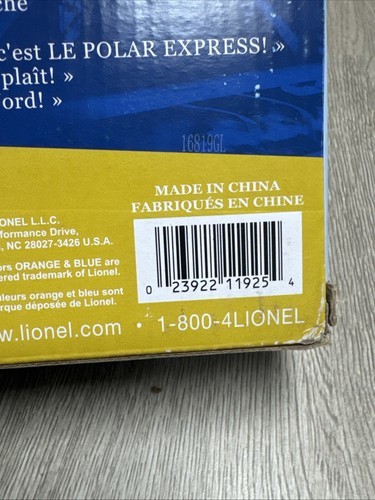 c'est LE POLAR EXPRESS! »
plaît! »
ord! »
16819GL
MADE IN CHINA
FABRIQUÉS EN CHINE
IONEL L.L.C.
formance Drive,
NC 28027-3426 U.S.A.
ors ORANGE & BLUE are
ered trademark of Lionel.
uleurs orange et bleu sont
rque déposée de Lionel.
0 23922 11925 4
w.lionel.com • 1-800-4LIONEL